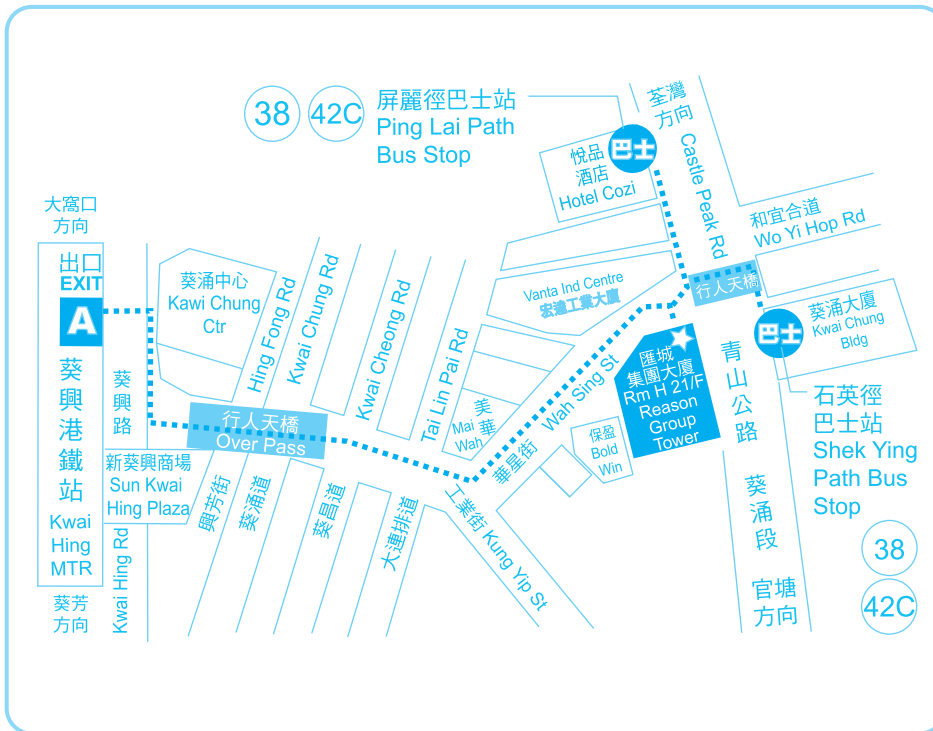 38
42C
屏麗徑巴士站
Ping Lai Path
Bus Stop
荃灣
方向
Castle Peak Rd
巴士
悅品
酒店
Hotel Cozi
和宜合道
Wo Yi Hop Rd
大窩口
方向
出口
EXIT
A
葵興港鐵站
Kwai
Hing
MTR
葵芳
方向
葵興路
Kwai Hing Rd
葵涌中心
Kawi Chung
Ctr
Hing Fong Rd
Kwai Chung Rd
Kwai Cheong Rd
Tai Lin Pai Rd
Vanta Ind Centre
宏達工業大廈
行人天橋
行人天橋
Over Pass
新葵興商場
Sun Kwai
Hing Plaza
興芳街
葵涌道
葵昌道
大連排道
美華
Mai
Wah
Wah Sing St
華星街
工業街 Kung Yip St
保盈
Bold
Win
匯城
集團大廈
Rm H 21/F
Reason
Group
Tower
青山公路
葵涌段
官塘
方向
巴士
葵涌大廈
Kwai Chung
Bldg
石英徑
巴士站
Shek Ying
Path Bus
Stop
38
42C